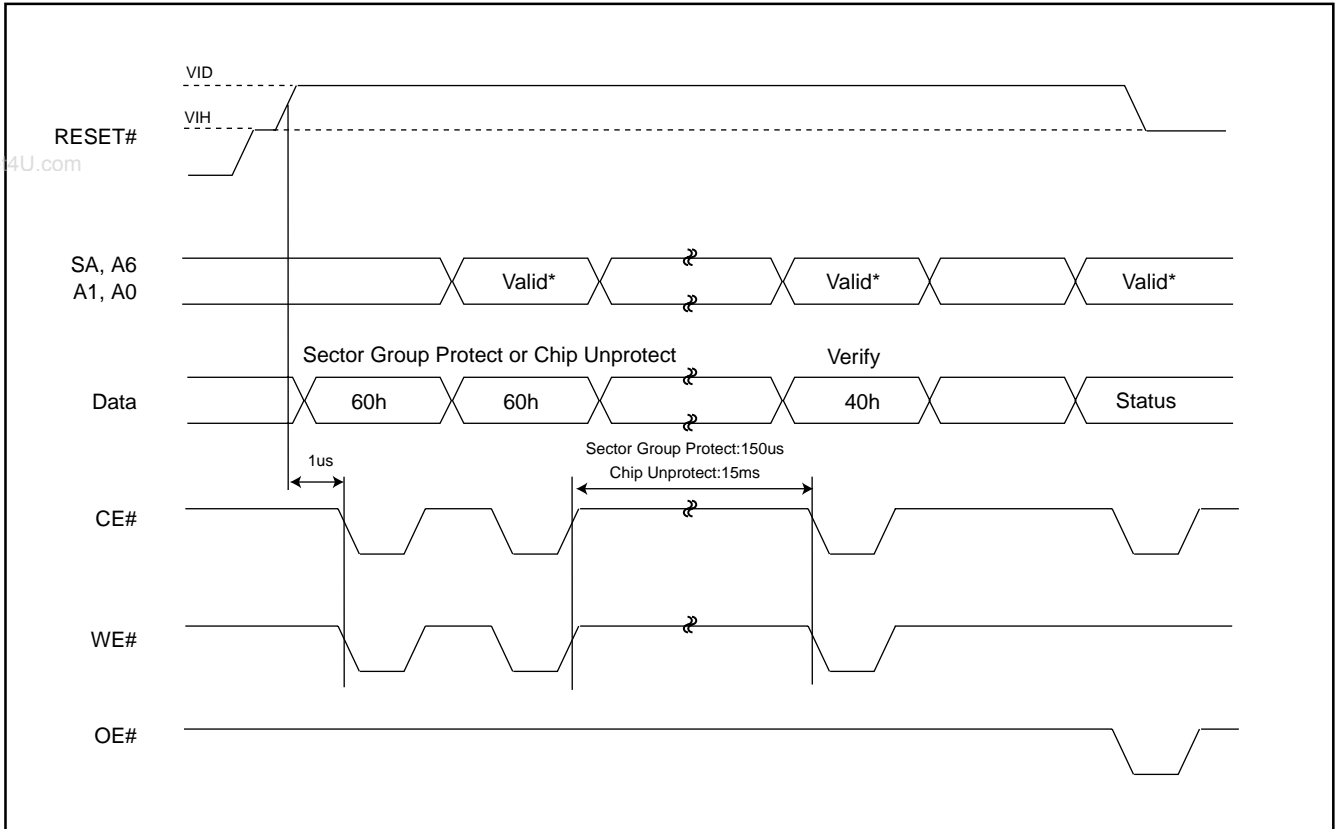 VID
VIH
RESET#
4U.com
SA, A6
A1, A0
Valid*
Valid*
Valid*
Sector Group Protect or Chip Unprotect
Verify
Data
60h
60h
40h
Status
Sector Group Protect:150us
1us
Chip Unprotect:15ms
CE#
WE#
OE#